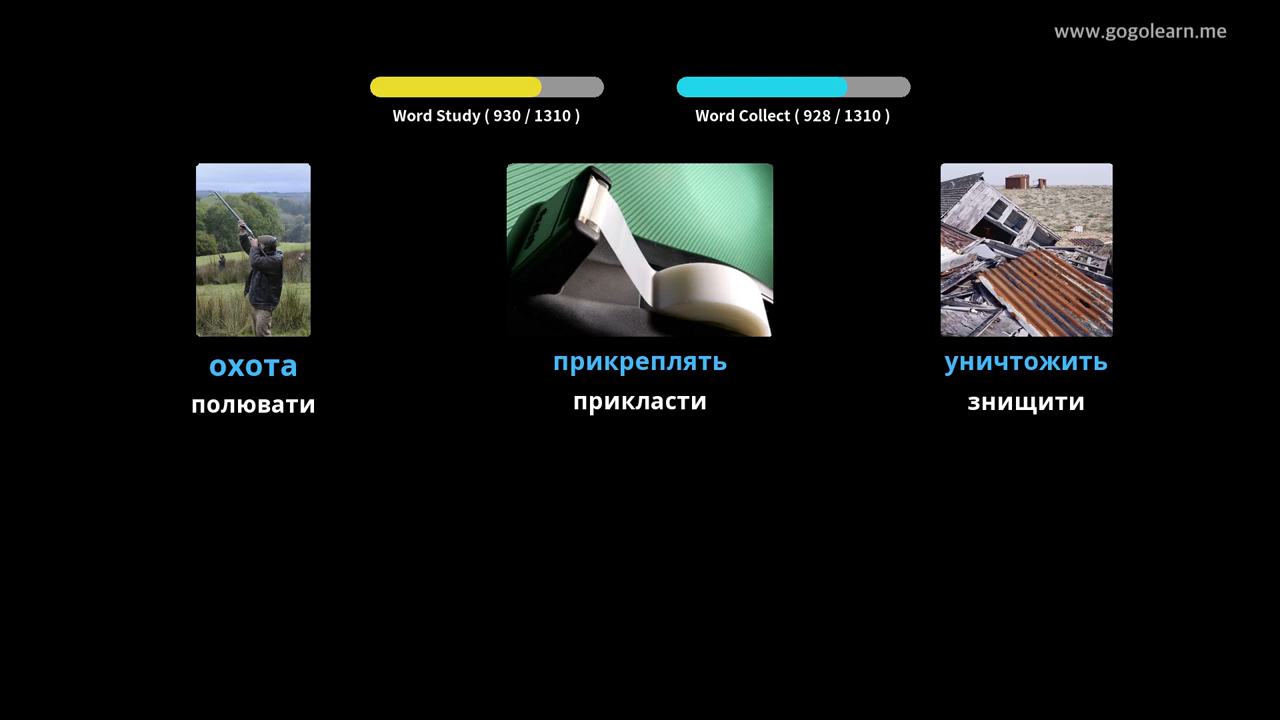 www.gogolearn.me
Word Study ( 930 / 1310 )
Word Collect ( 928 / 1310 )
охота
полювати
прикреплять
прикласти
уничтожить
знищити